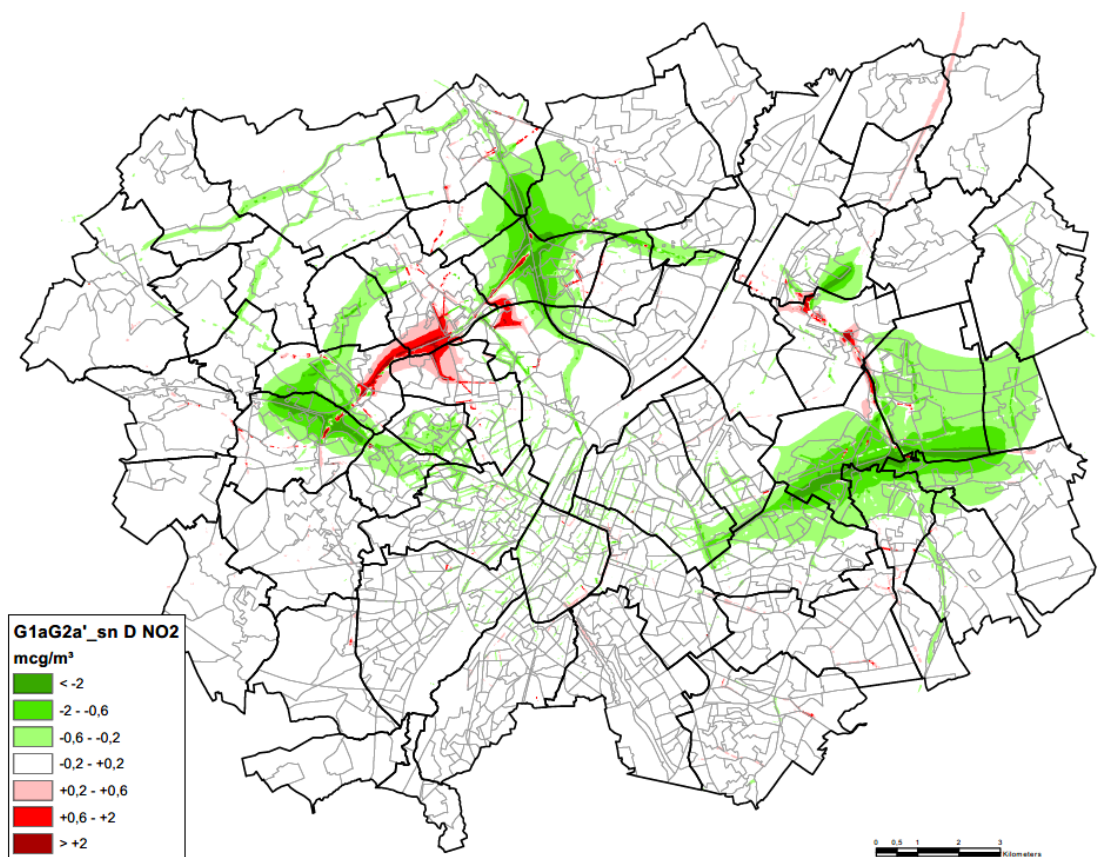 G1aG2a'_sn D NO2
mcg/m³
< -2
-2 - -0,6
-0,6 - -0,2
-0,2 - +0,2
+0,2 - +0,6
+0,6 - +2
> +2
0 0,5 1 2 3
Kilometers